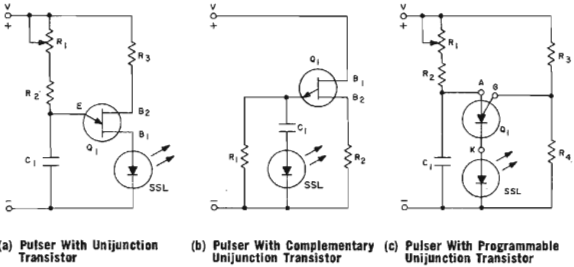 V
+
R1
R2
R3
E
B2
B1
Q1
C1
SSL
−
V
+
Q1
B1
B2
C1
R1
R2
SSL
−
V
+
R1
R2
R3
A
G
Q1
K
C1
R4
SSL
−
(a) Pulser With Unijunction Transistor
(b) Pulser With Complementary Unijunction Transistor
(c) Pulser With Programmable Unijunction Transistor